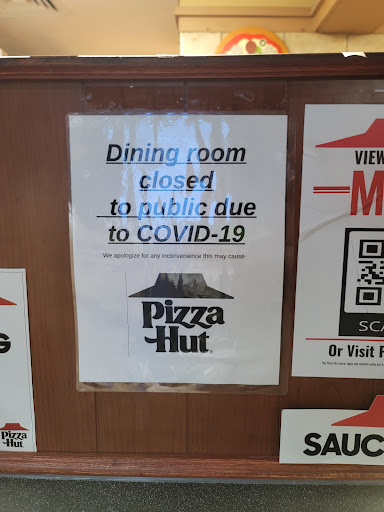 Dining room
closed
to public due
to COVID-19
We apologize for any inconvenience this may cause
Pizza
Hut
G
Pizza
Hut
VIEW
M
SCA
Or Visit P
SAUC